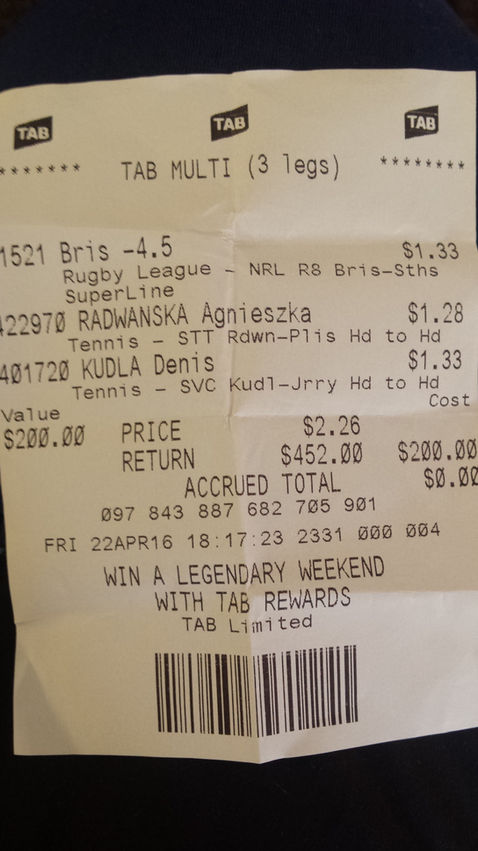 TAB TAB TAB
******* TAB MULTI (3 legs) ********
1521 Bris -4.5 $1.33
Rugby League - NRL R8 Bris-Sths
SuperLine
422970 RADWANSKA Agnieszka $1.28
Tennis - STT Rdwn-Plis Hd to Hd
401720 KUDLA Denis $1.33
Tennis - SVC Kudl-Jrry Hd to Hd
Value Cost
$200.00 PRICE $2.26
RETURN $452.00 $200.00
ACCRUED TOTAL $0.00
097 843 887 682 705 901
FRI 22APR16 18:17:23 2331 000 004
WIN A LEGENDARY WEEKEND
WITH TAB REWARDS
TAB Limited